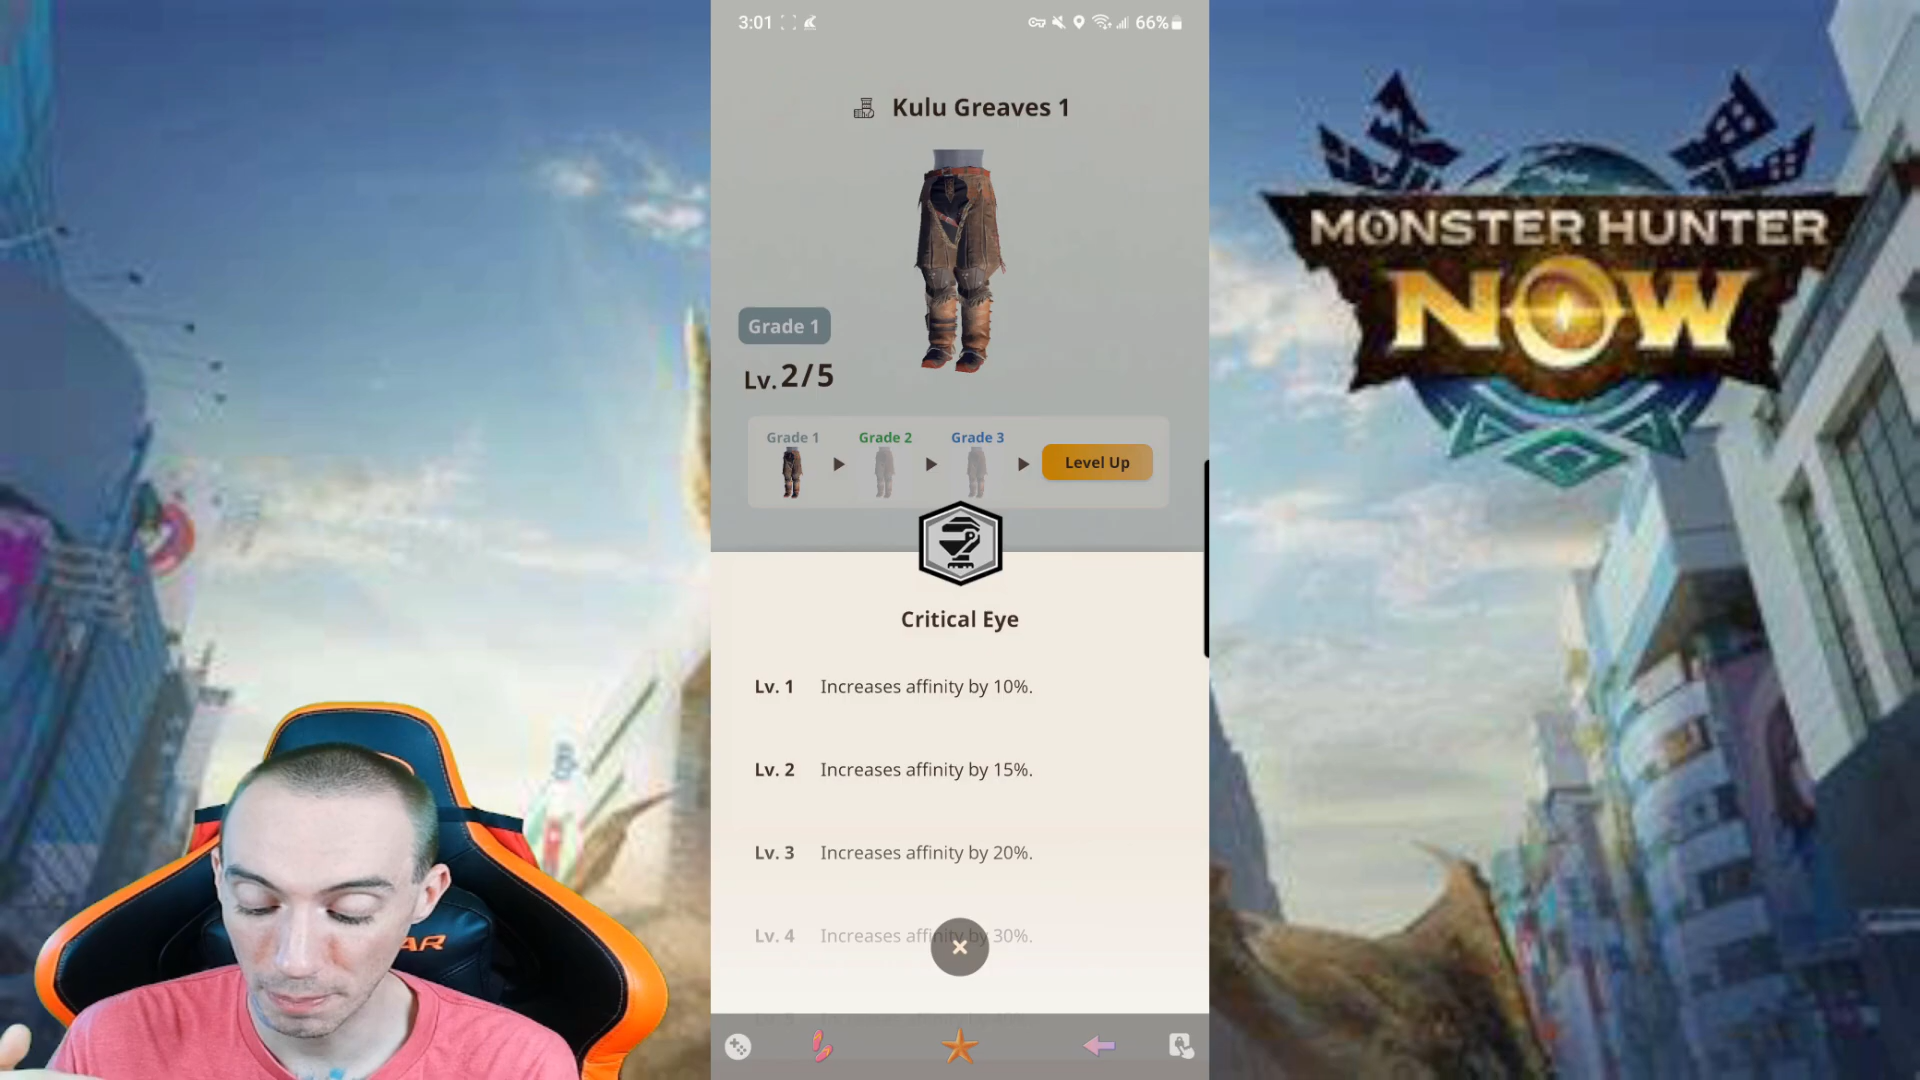 3:01
66%
Kulu Greaves 1
Grade 1
Lv. 2/5
Grade 1
Grade 2
Grade 3
Level Up
Critical Eye
Lv. 1 Increases affinity by 10%.
Lv. 2 Increases affinity by 15%.
Lv. 3 Increases affinity by 20%.
Lv. 4 Increases affinity by 30%.
MONSTER HUNTER
NOW
AR